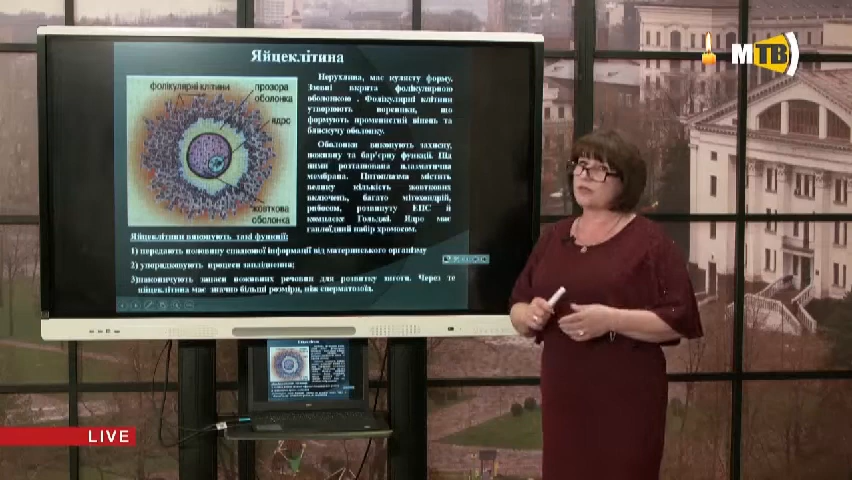 Яйцеклітина
фолікулярні клітини
прозора
оболонка
ядро
жовткова
оболонка
Нерухлива, має кулясту форму.
Ззовні вкрита фолікулярною
оболонкою . Фолікулярні клітини
утворюють ворсинки, що
формують променистий вінець та
блискучу оболонку.
Оболонки виконують захисну,
поживну та бар'єрну функції. Під
ними розташована плазматична
мембрана. Цитоплазма містить
велику кількість жовткових
включень, багато мітохондрій,
рибосом, розвинуту ЕПС й
комплекс Гольджі. Ядро має
гаплоїдний набір хромосом.
Яйцеклітини виконують такі функції:
1) передають половину спадкової інформації від материнського організму
2) упорядковують процеси запліднення;
3)накопичують запаси поживних речовин для розвитку зиготи. Через те
яйцеклітина має значно більші розміри, ніж сперматозоїд.
МТВ
LIVE